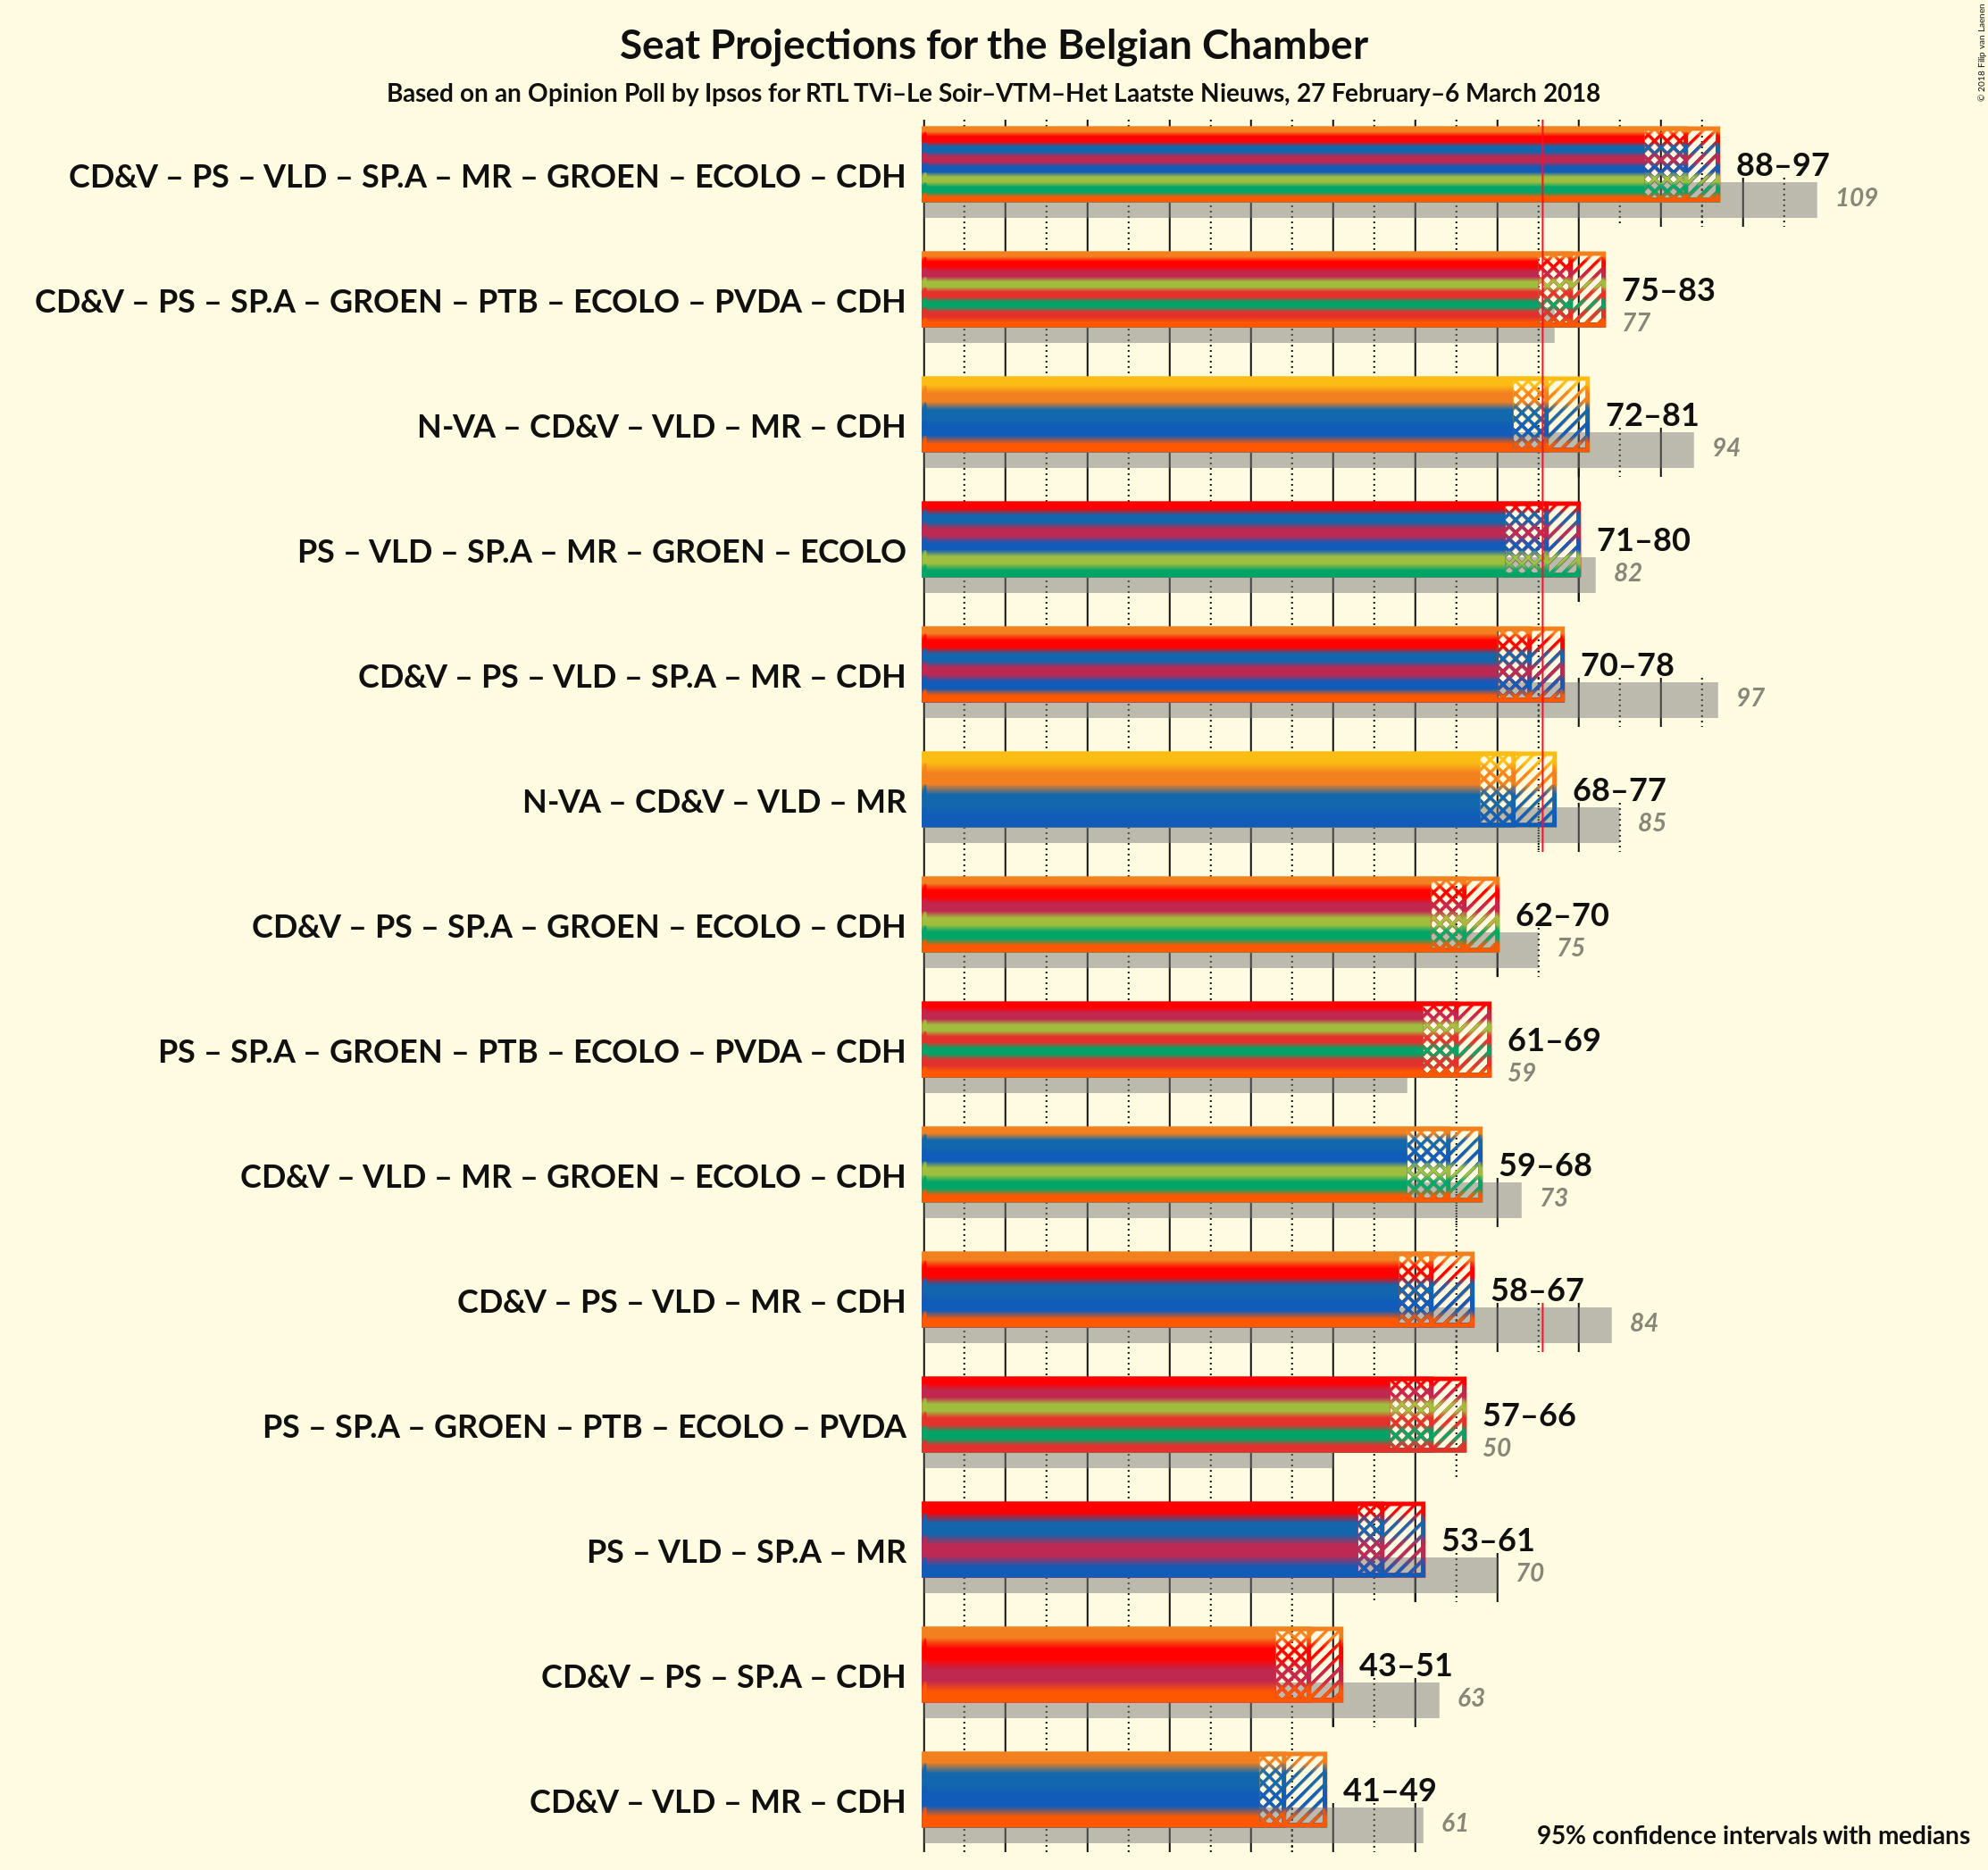 Seat Projections for the Belgian Chamber
Based on an Opinion Poll by Ipsos for RTL TVi–Le Soir–VTM–Het Laatste Nieuws, 27 February–6 March 2018
© 2018 Filip van Laenen
CD&V – PS – VLD – SP.A – MR – GROEN – ECOLO – CDH
88–97
109
CD&V – PS – SP.A – GROEN – PTB – ECOLO – PVDA – CDH
75–83
77
N-VA – CD&V – VLD – MR – CDH
72–81
94
PS – VLD – SP.A – MR – GROEN – ECOLO
71–80
82
CD&V – PS – VLD – SP.A – MR – CDH
70–78
97
N-VA – CD&V – VLD – MR
68–77
85
CD&V – PS – SP.A – GROEN – ECOLO – CDH
62–70
75
PS – SP.A – GROEN – PTB – ECOLO – PVDA – CDH
61–69
59
CD&V – VLD – MR – GROEN – ECOLO – CDH
59–68
73
CD&V – PS – VLD – MR – CDH
58–67
84
PS – SP.A – GROEN – PTB – ECOLO – PVDA
57–66
50
PS – VLD – SP.A – MR
53–61
70
CD&V – PS – SP.A – CDH
43–51
63
CD&V – VLD – MR – CDH
41–49
61
95% confidence intervals with medians